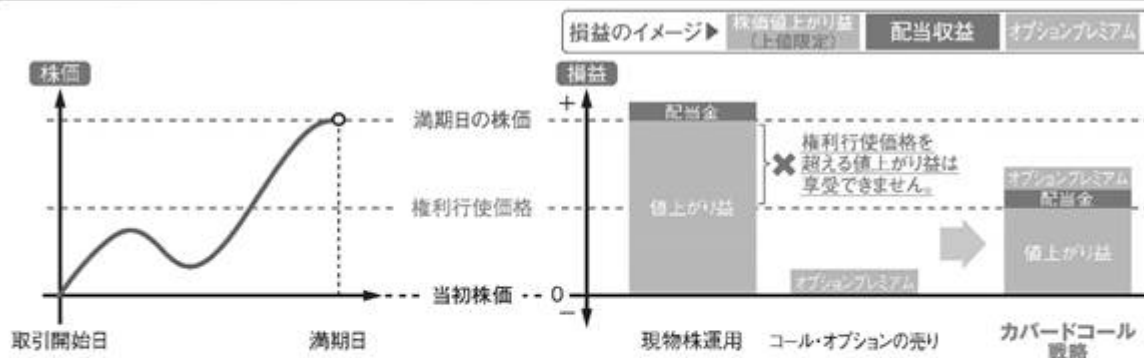 損益のイメージ▶
株価値上がり益
(上値限定)
配当収益
オプションプレミアム
株価
満期日の株価
権利行使価格
当初株価
取引開始日
満期日
損益
+
0
−
配当金
値上がり益
権利行使価格を
超える値上がり益は
享受できません。
オプションプレミアム
オプションプレミアム
配当金
値上がり益
現物株運用
コール・オプションの売り
カバードコール
戦略